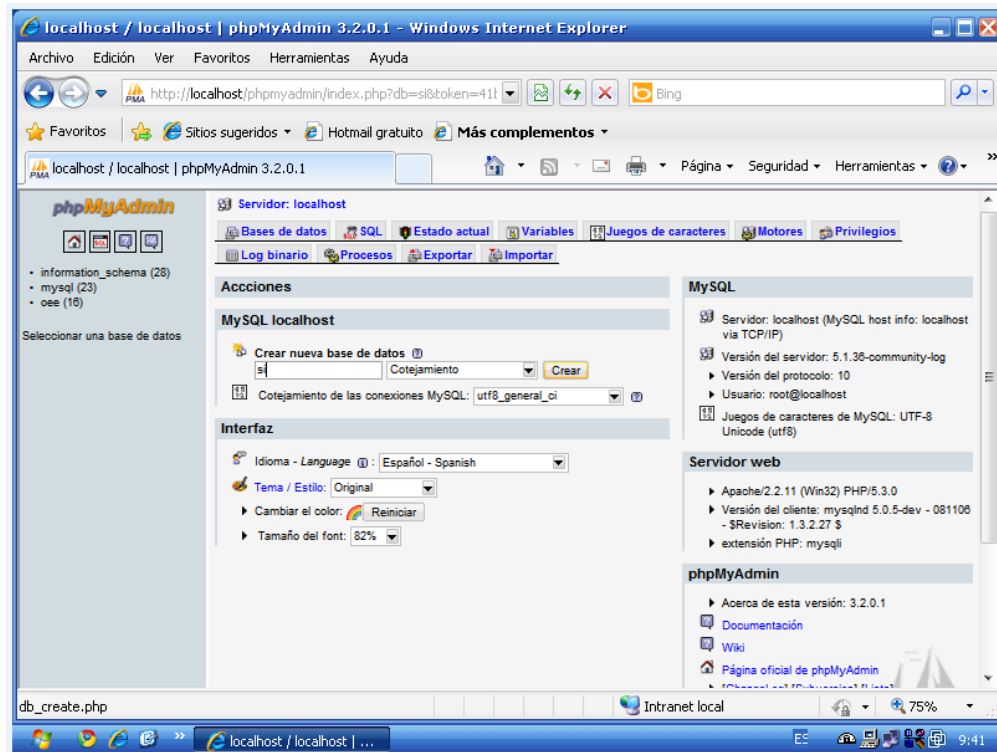 localhost / localhost | phpMyAdmin 3.2.0.1 - Windows Internet Explorer
Archivo Edición Ver Favoritos Herramientas Ayuda
PMA http://localhost/phpmyadmin/index.php?db=si&token=41 Bing
Favoritos Sitios sugeridos Hotmail gratuito Más complementos
PMA localhost / localhost | phpMyAdmin 3.2.0.1 Página Seguridad Herramientas »
phpMyAdmin
SQL
information_schema (28)
mysql (23)
oee (16)
Seleccionar una base de datos
Servidor: localhost
Bases de datos SQL Estado actual Variables Juegos de caracteres Motores Privilegios
Log binario Procesos Exportar Importar
Accciones
MySQL localhost
Crear nueva base de datos
si Cotejamiento Crear
Cotejamiento de las conexiones MySQL: utf8_general_ci
Interfaz
Idioma - Language : Español - Spanish
Tema / Estilo: Original
Cambiar el color: Reiniciar
Tamaño del font: 82%
MySQL
Servidor: localhost (MySQL host info: localhost
via TCP/IP)
Versión del servidor: 5.1.36-community-log
Versión del protocolo: 10
Usuario: root@localhost
Juegos de caracteres de MySQL: UTF-8
Unicode (utf8)
Servidor web
Apache/2.2.11 (Win32) PHP/5.3.0
Versión del cliente: mysqlnd 5.0.5-dev - 081106
- $Revision: 1.3.2.27 $
extensión PHP: mysqli
phpMyAdmin
Acerca de esta versión: 3.2.0.1
Documentación
Wiki
Página oficial de phpMyAdmin
db_create.php Intranet local 75%
» localhost / localhost | ... ES 9:41